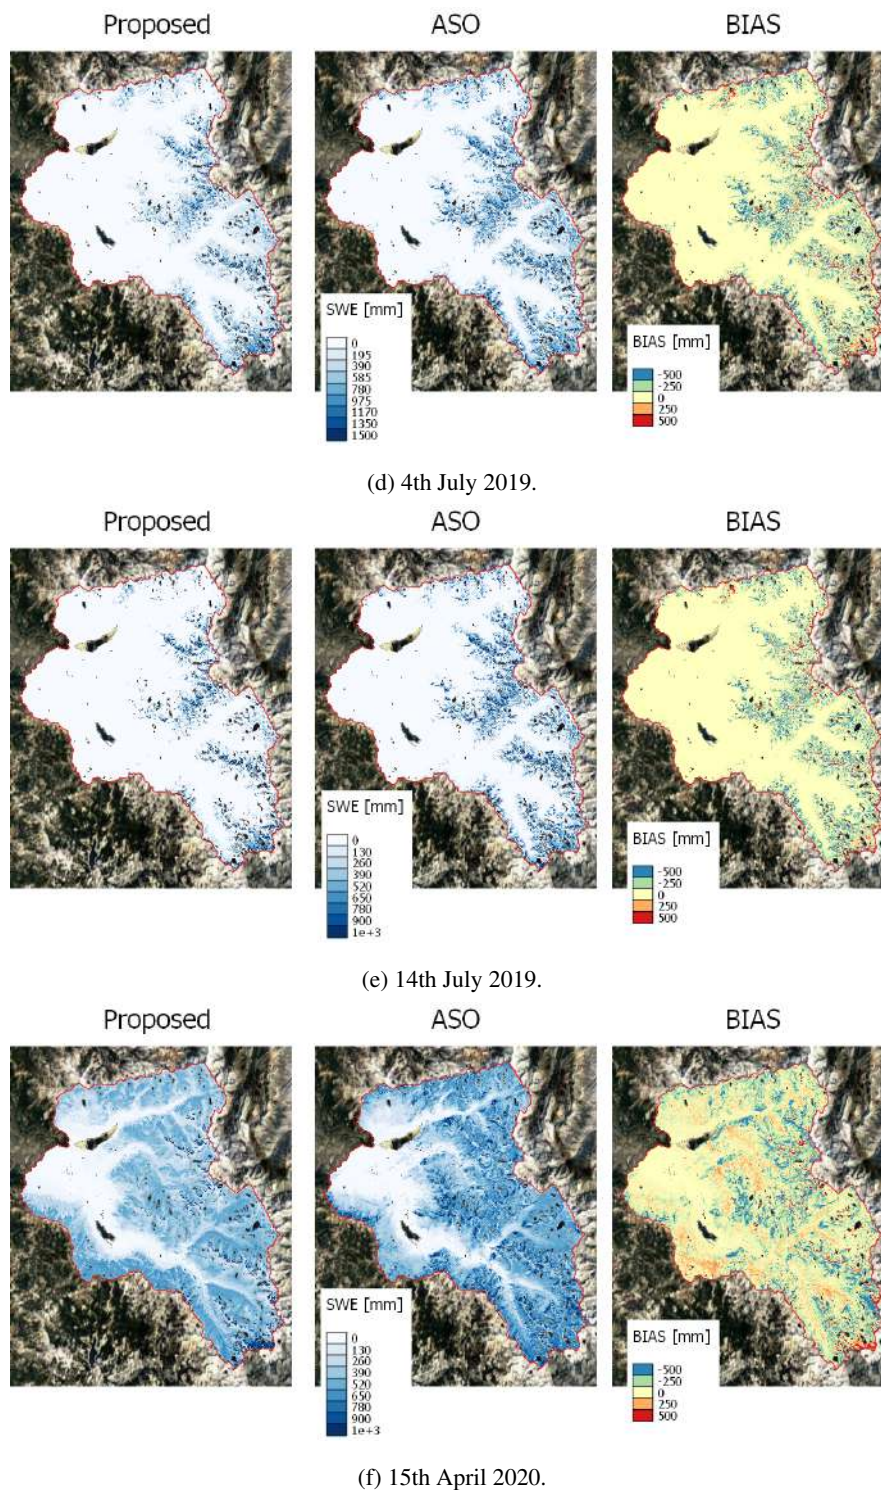 Proposed ASO BIAS
SWE [mm]
0
195
390
585
780
975
1170
1350
1500
BIAS [mm]
-500
-250
0
250
500
(d) 4th July 2019.
Proposed ASO BIAS
SWE [mm]
0
130
260
390
520
650
780
900
1e+3
BIAS [mm]
-500
-250
0
250
500
(e) 14th July 2019.
Proposed ASO BIAS
SWE [mm]
0
130
260
390
520
650
780
900
1e+3
BIAS [mm]
-500
-250
0
250
500
(f) 15th April 2020.